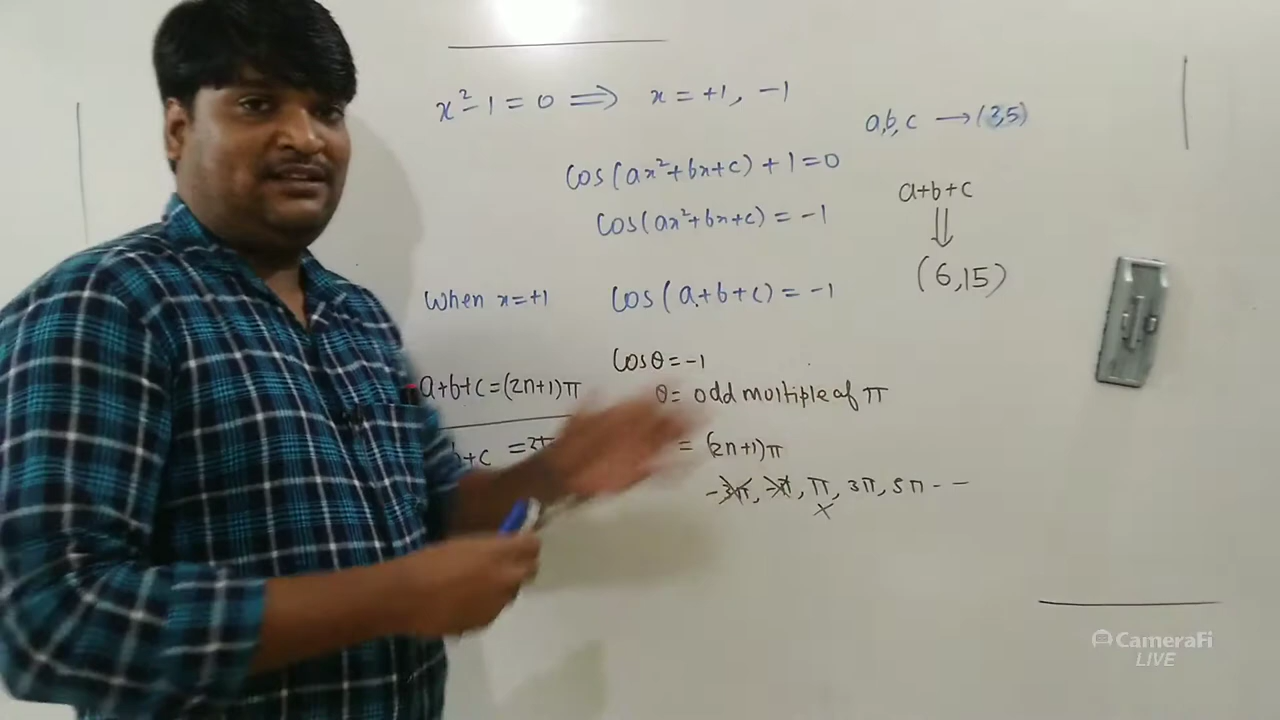 x²-1=0 ⟹ x=+1, -1
a,b,c → (3,5)
cos(ax²+bx+c)+1=0
cos(ax²+bx+c) = -1
a+b+c
⇓
(6,15)
when x=+1
cos(a+b+c) = -1
cosθ=-1
a+b+c=(2n+1)π
θ= odd multiple of π
b+c =
= (2n+1)π
-3π, -π, π, 3π, 5π - -
x
CameraFi
LIVE